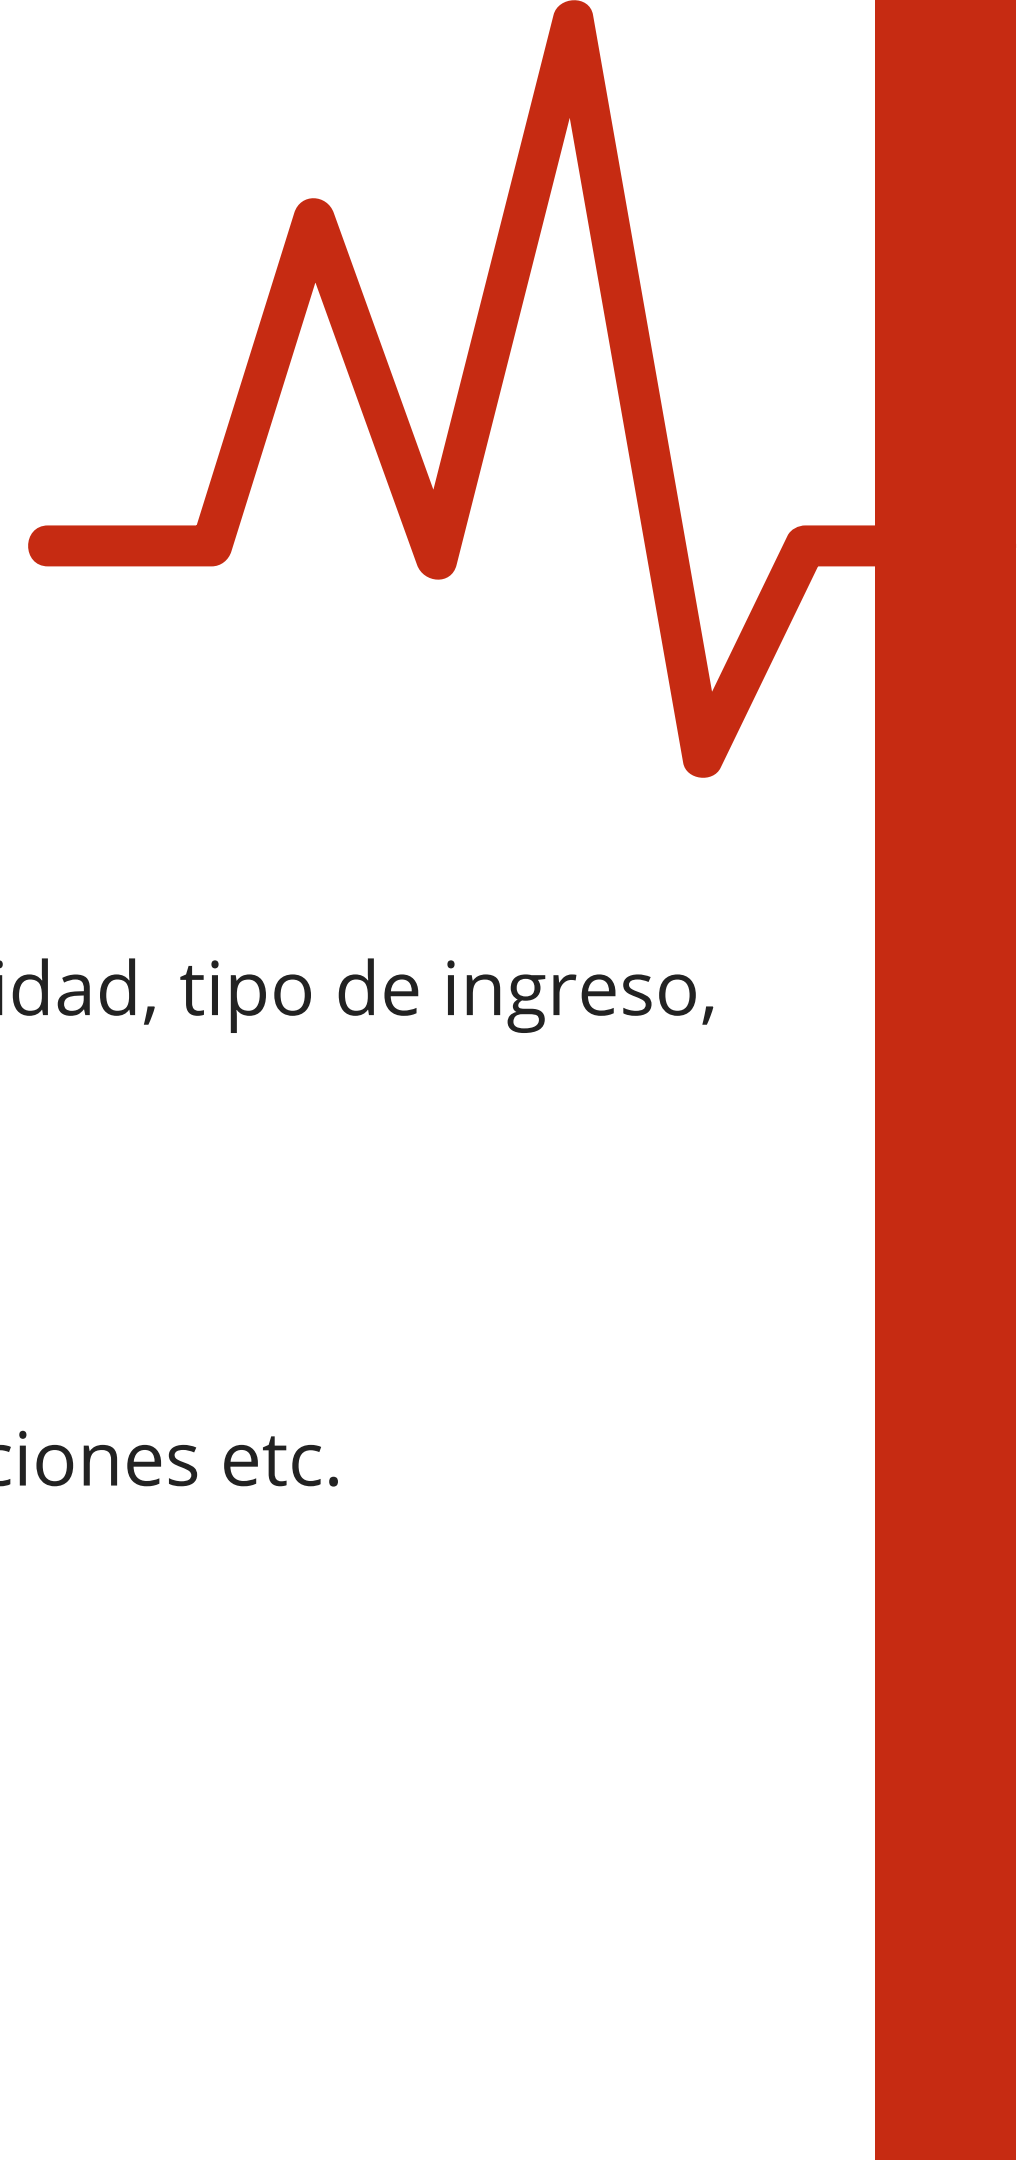 idad, tipo de ingreso,
ciones etc.